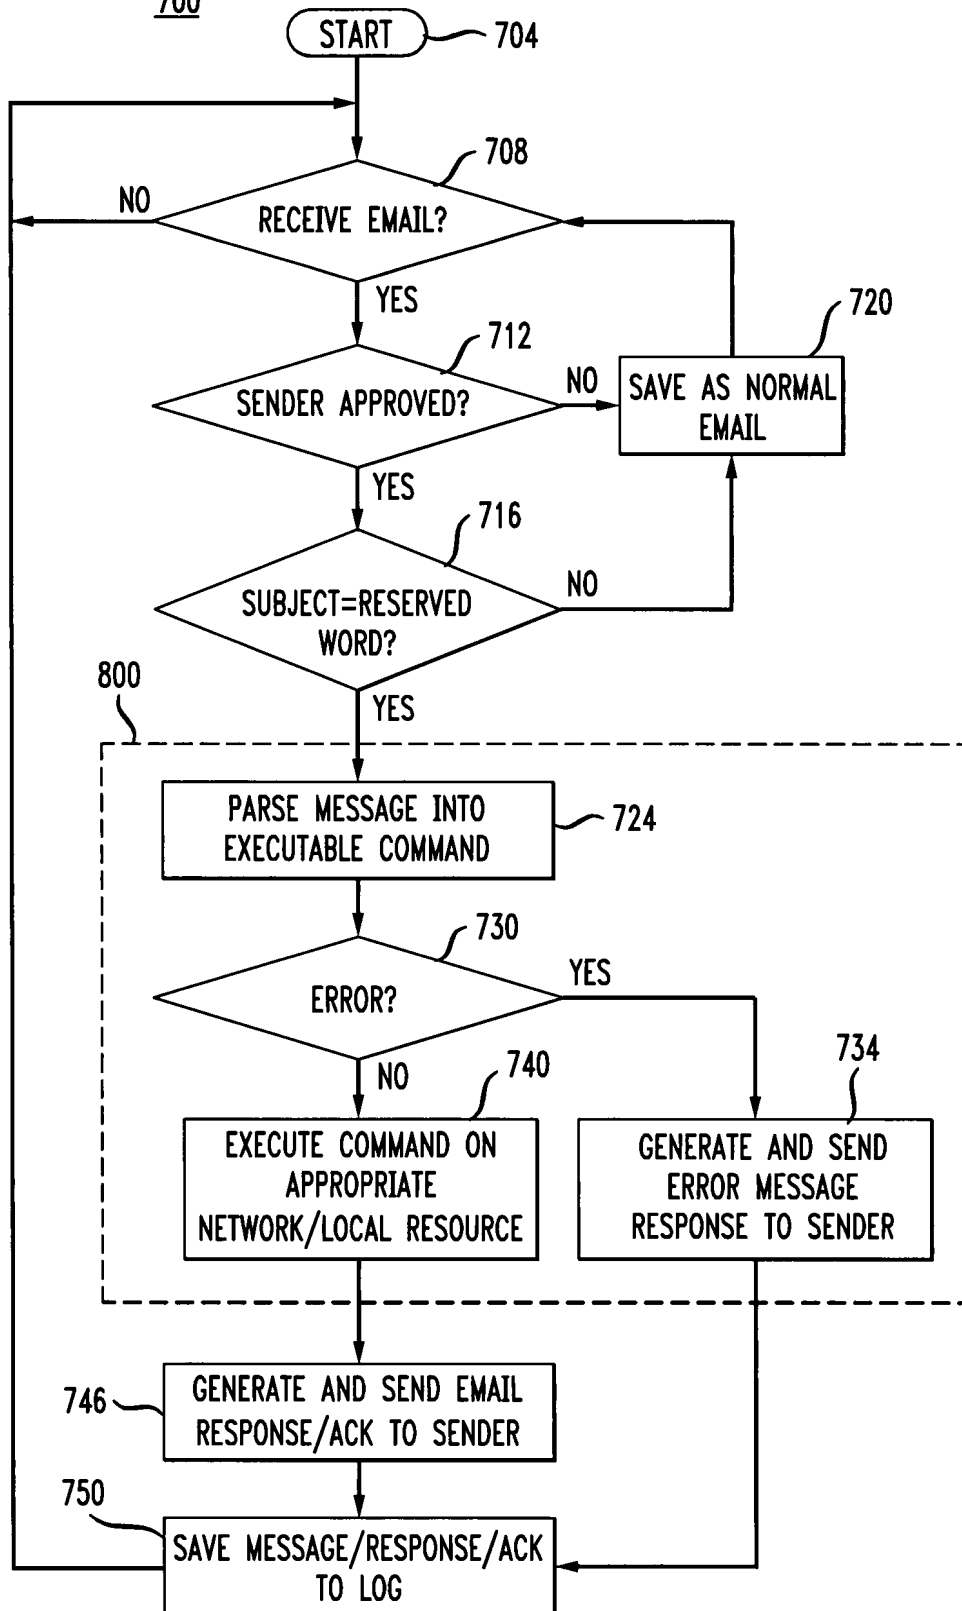 700
START
704
708
NO
RECEIVE EMAIL?
YES
712
720
SENDER APPROVED?
NO
SAVE AS NORMAL
EMAIL
YES
716
SUBJECT=RESERVED
WORD?
NO
800
YES
PARSE MESSAGE INTO
EXECUTABLE COMMAND
724
730
ERROR?
YES
NO
740
734
EXECUTE COMMAND ON
APPROPRIATE
NETWORK/LOCAL RESOURCE
GENERATE AND SEND
ERROR MESSAGE
RESPONSE TO SENDER
746
GENERATE AND SEND EMAIL
RESPONSE/ACK TO SENDER
750
SAVE MESSAGE/RESPONSE/ACK
TO LOG